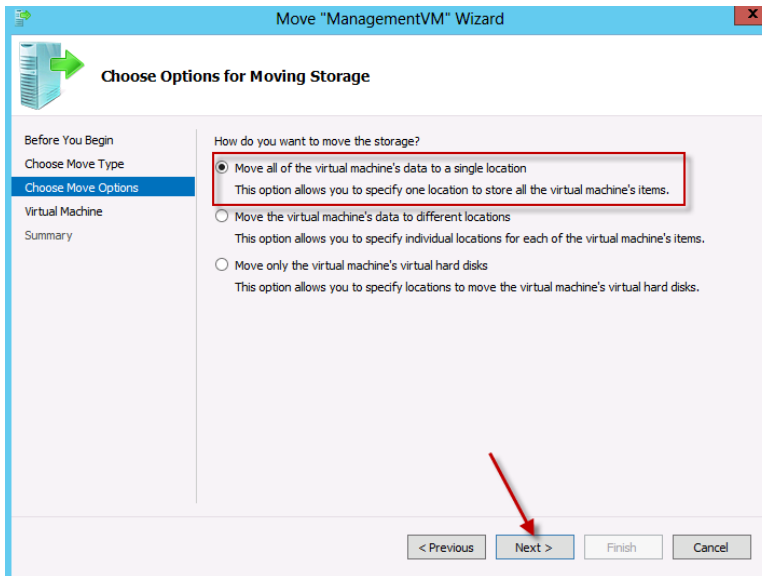 Move "ManagementVM" Wizard
x
Choose Options for Moving Storage
Before You Begin
Choose Move Type
Choose Move Options
Virtual Machine
Summary
How do you want to move the storage?
Move all of the virtual machine's data to a single location
This option allows you to specify one location to store all the virtual machine's items.
Move the virtual machine's data to different locations
This option allows you to specify individual locations for each of the virtual machine's items.
Move only the virtual machine's virtual hard disks
This option allows you to specify locations to move the virtual machine's virtual hard disks.
< Previous
Next >
Finish
Cancel